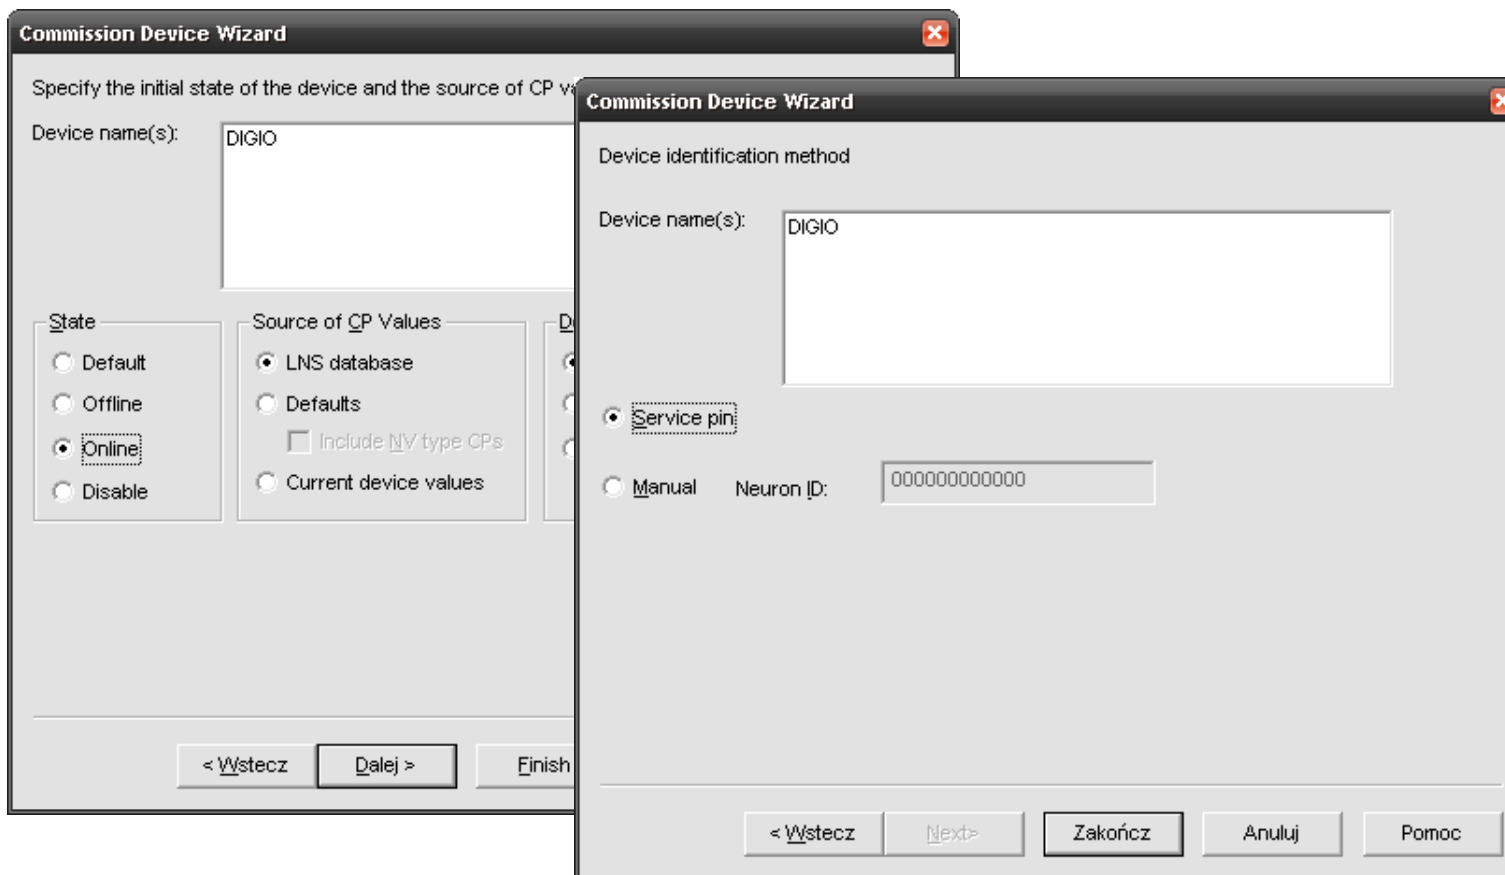 Commission Device Wizard
Specify the initial state of the device and the source of CP
Device name(s):
DIGIO
State
Default
Offline
Online
Disable
Source of CP Values
LNS database
Defaults
Include NV type CPs
Current device values
< Wstecz
Dalej >
Finish
Commission Device Wizard
Device identification method
Device name(s):
DIGIO
Service pin
Manual
Neuron ID:
000000000000
< Wstecz
Next>
Zakończ
Anuluj
Pomoc